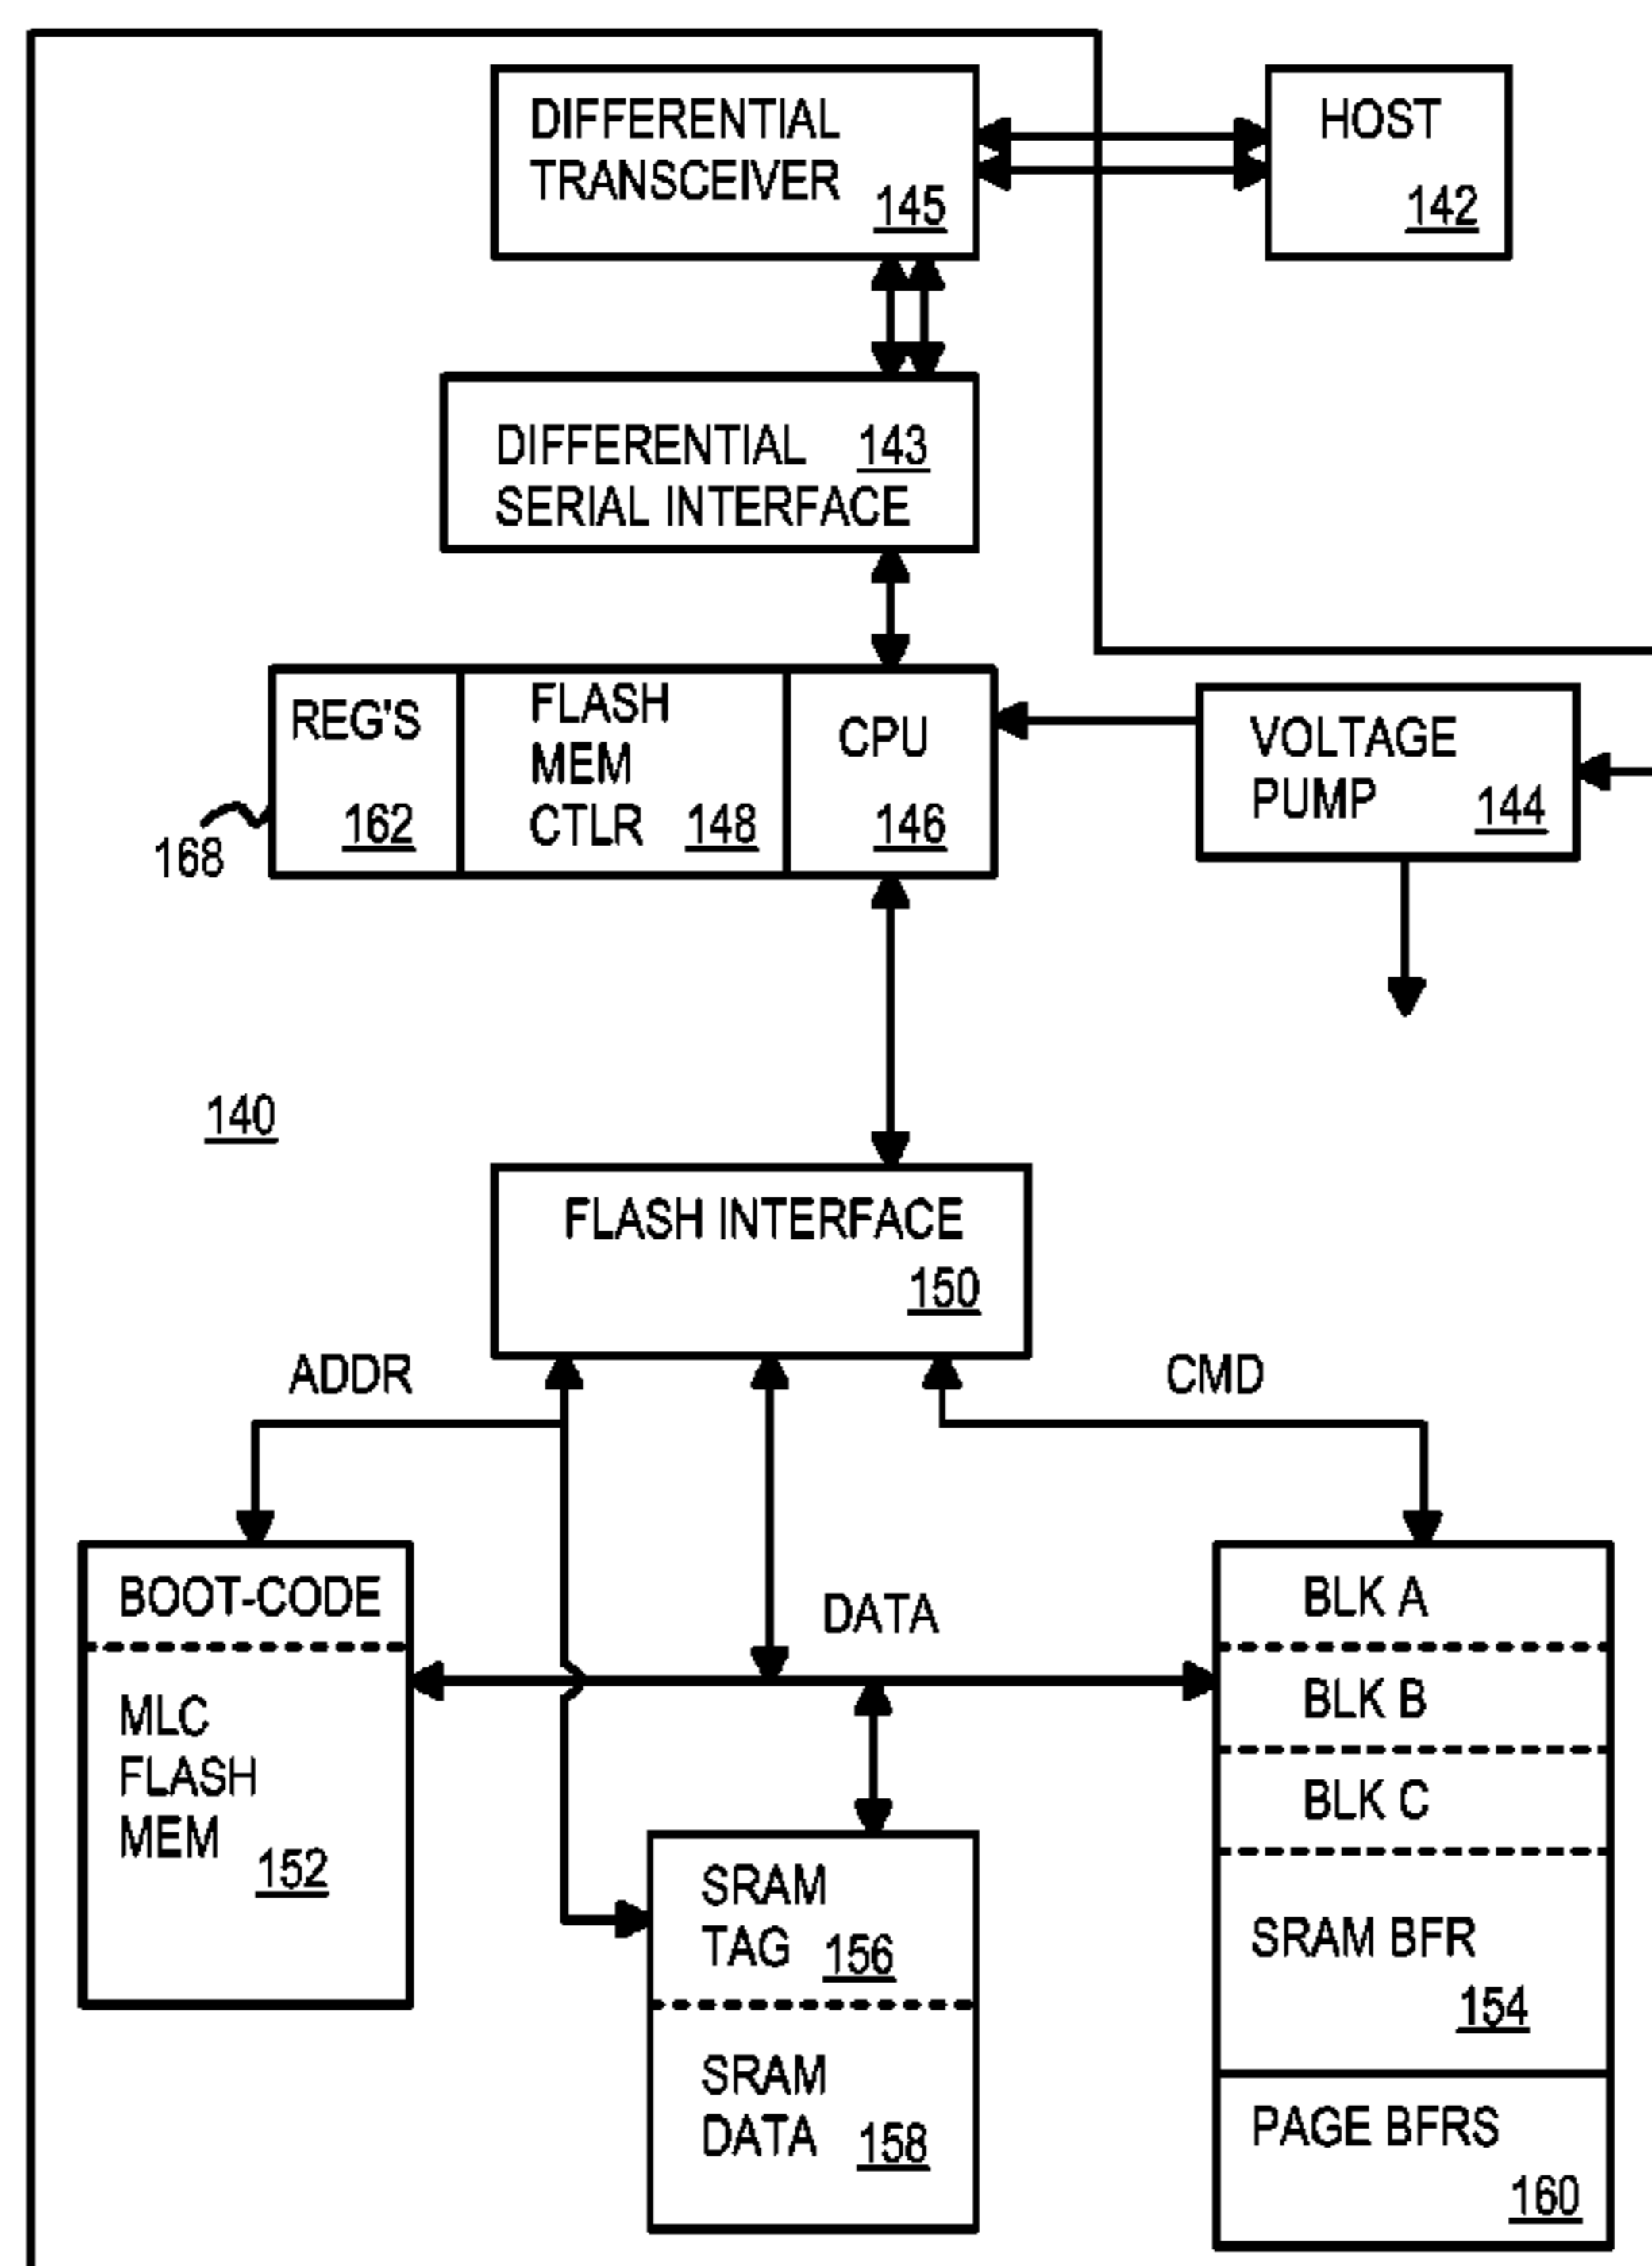 DIFFERENTIAL
TRANSCEIVER
145
HOST
142
DIFFERENTIAL 143
SERIAL INTERFACE
REG'S
162
168
FLASH
MEM
CTLR 148
CPU
146
VOLTAGE
PUMP 144
140
FLASH INTERFACE
150
ADDR
CMD
DATA
BOOT-CODE
MLC
FLASH
MEM 152
SRAM
TAG 156
SRAM
DATA 158
BLK A
BLK B
BLK C
SRAM BFR
154
PAGE BFRS
160